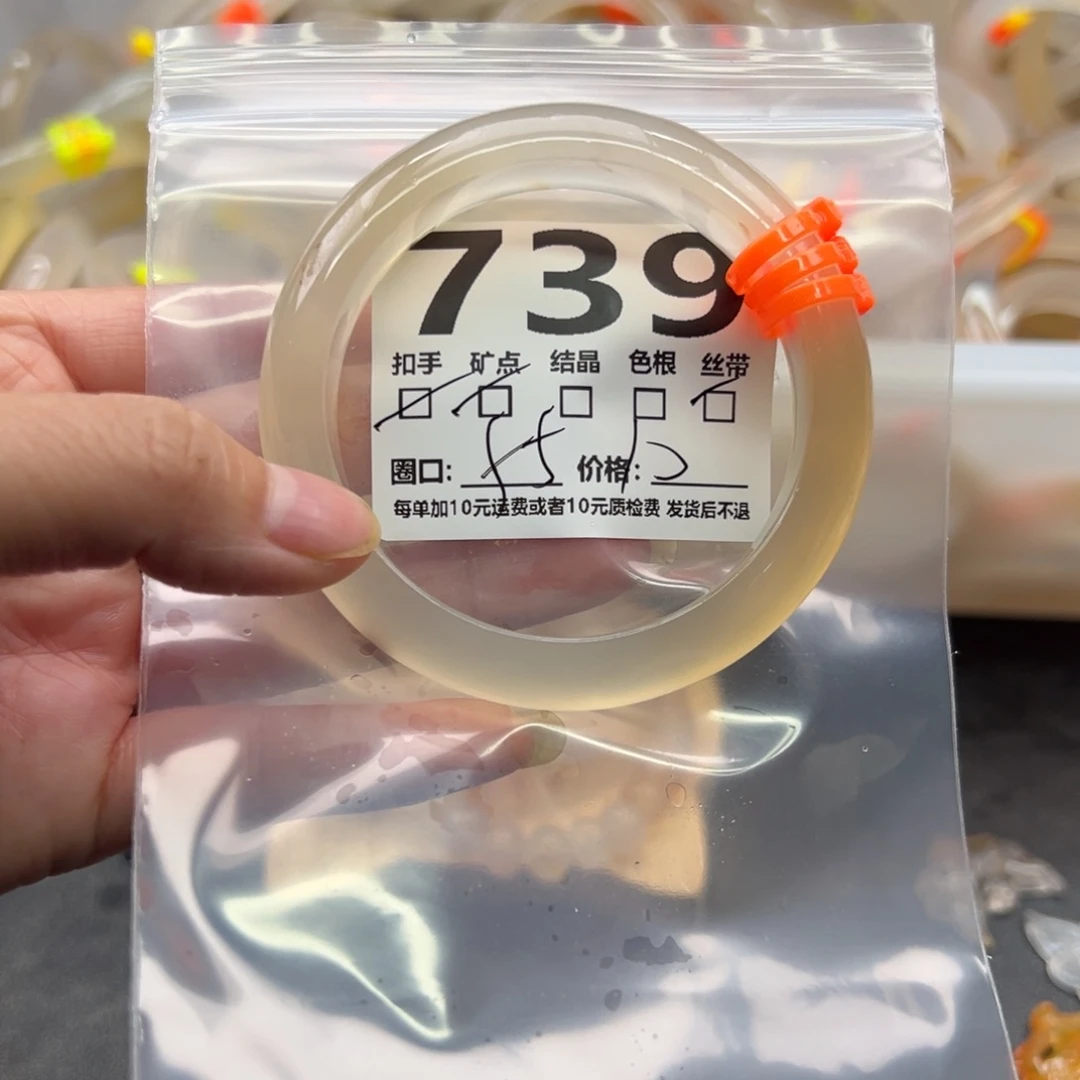 739
扣手 矿点 结晶 色根 丝带
圈口: 价格:
每单加10元运费或者10元质检费 发货后不退